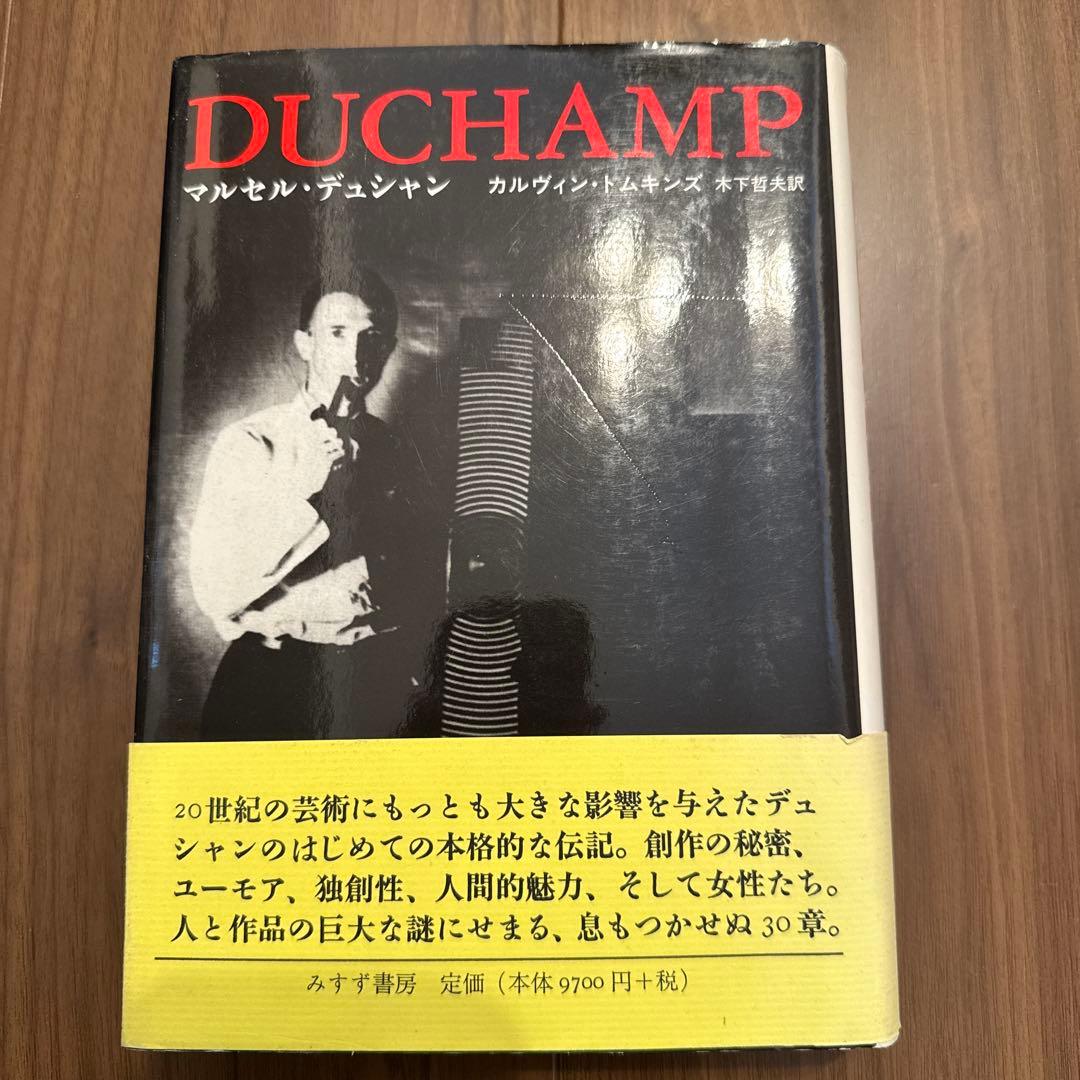 DUCHAMP
マルセル・デュシャン カルヴィン・トムキンズ 木下哲夫訳
20世紀の芸術にもっとも大きな影響を与えたデュ
シャンのはじめての本格的な伝記。創作の秘密、
ユーモア、独創性、人間的魅力、そして女性たち。
人と作品の巨大な謎にせまる、息もつかせぬ30章。
みすず書房 定価（本体9700円＋税）